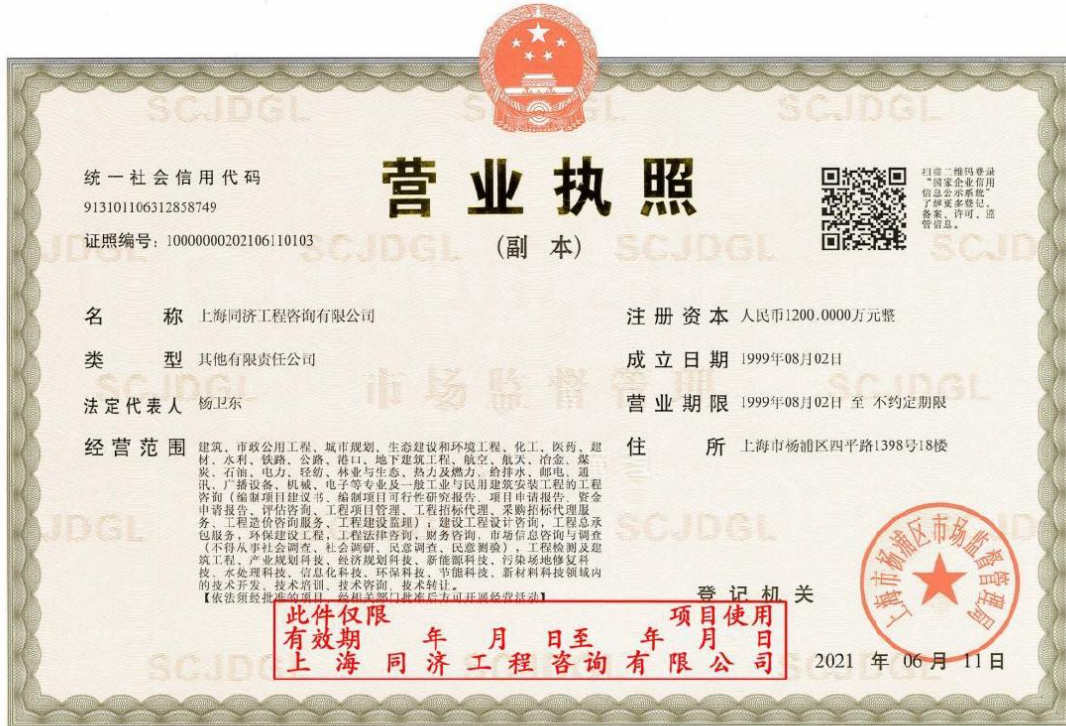 统一社会信用代码
913101106312858749
证照编号：10000000202106110103
营业执照
(副 本)
扫描二维码登录
“国家企业信用
信息公示系统”
了解更多登记、
备案、许可、监
管信息。
名 称 上海同济工程咨询有限公司
类 型 其他有限责任公司
法定代表人 杨卫东
经营范围 建筑、市政公用工程、城市规划、生态建设和环境工程、化工、医药、建
材、水利、铁路、公路、港口、地下建筑工程、航空、航天、冶金、煤
炭、石油、电力、轻纺、林业与生态、热力及燃力、给排水、邮电、通
讯、广播设备、机械、电子等专业及一般工业与民用建筑安装工程的工程
咨询（编制项目建议书、编制项目可行性研究报告、项目申请报告、资金
申请报告、评估咨询、工程项目管理、工程招标代理、采购招标代理服
务、工程造价咨询服务、工程建设监理）；建设工程设计咨询，工程总承
包服务，环保建设工程，工程法律咨询，财务咨询，市场信息咨询与调查
（不得从事社会调查、社会调研、民意调查、民意测验），工程检测及建
筑工程、产业规划科技、经济规划科技、新能源科技、污染场地修复科
技、水处理科技、信息化科技、环保科技、节能科技、新材料科技领域内
的技术开发、技术培训、技术咨询、技术转让。
【依法须经批准的项目，经相关部门批准后方可开展经营活动】
注册资本 人民币1200.0000万元整
成立日期 1999年08月02日
营业期限 1999年08月02日 至 不约定期限
住 所 上海市杨浦区四平路1398号18楼
此件仅限 项目使用
有效期 年 月 日至 年 月 日
上海同济工程咨询有限公司
登记机关
上海市杨浦区市场监督管理局
2021 年 06 月 11 日
SCJDGL
市场监督管理